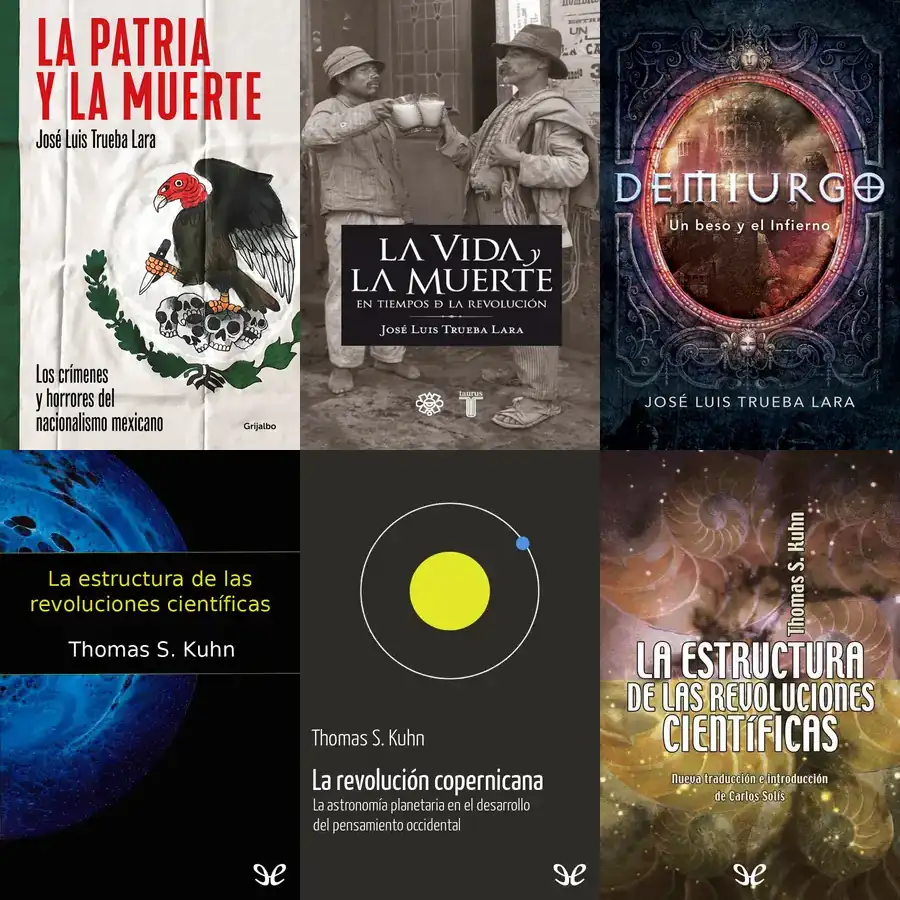 LA PATRIA
Y LA MUERTE
José Luis Trueba Lara
Los crímenes
y horrores del
nacionalismo mexicano
Grijalbo
LA VIDA y
LA MUERTE
EN TIEMPOS D LA REVOLUCIÓN
JOSÉ LUIS TRUEBA LARA
taurus
T
DEMIURGO
Un beso y el Infierno
JOSÉ LUIS TRUEBA LARA
La estructura de las
revoluciones científicas
Thomas S. Kuhn
Thomas S. Kuhn
La revolución copernicana
La astronomía planetaria en el desarrollo
del pensamiento occidental
Thomas S. Kuhn
LA ESTRUCTURA
DE LAS REVOLUCIONES
CIENTÍFICAS
Nueva traducción e introducción
de Carlos Solís